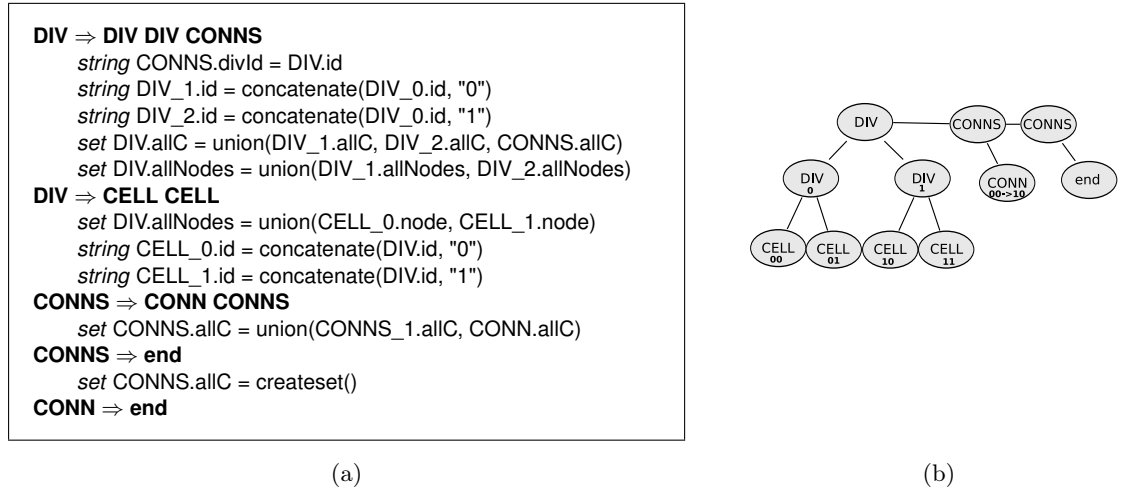 DIV ⇒ DIV DIV CONNS
string CONNS.divId = DIV.id
string DIV_1.id = concatenate(DIV_0.id, "0")
string DIV_2.id = concatenate(DIV_0.id, "1")
set DIV.allC = union(DIV_1.allC, DIV_2.allC, CONNS.allC)
set DIV.allNodes = union(DIV_1.allNodes, DIV_2.allNodes)
DIV ⇒ CELL CELL
set DIV.allNodes = union(CELL_0.node, CELL_1.node)
string CELL_0.id = concatenate(DIV.id, "0")
string CELL_1.id = concatenate(DIV.id, "1")
CONNS ⇒ CONN CONNS
set CONNS.allC = union(CONNS_1.allC, CONN.allC)
CONNS ⇒ end
set CONNS.allC = createset()
CONN ⇒ end
(a)
DIV CONNS CONNS
DIV DIV CONN end
0 1 00->10
CELL CELL CELL CELL
00 01 10 11
(b)